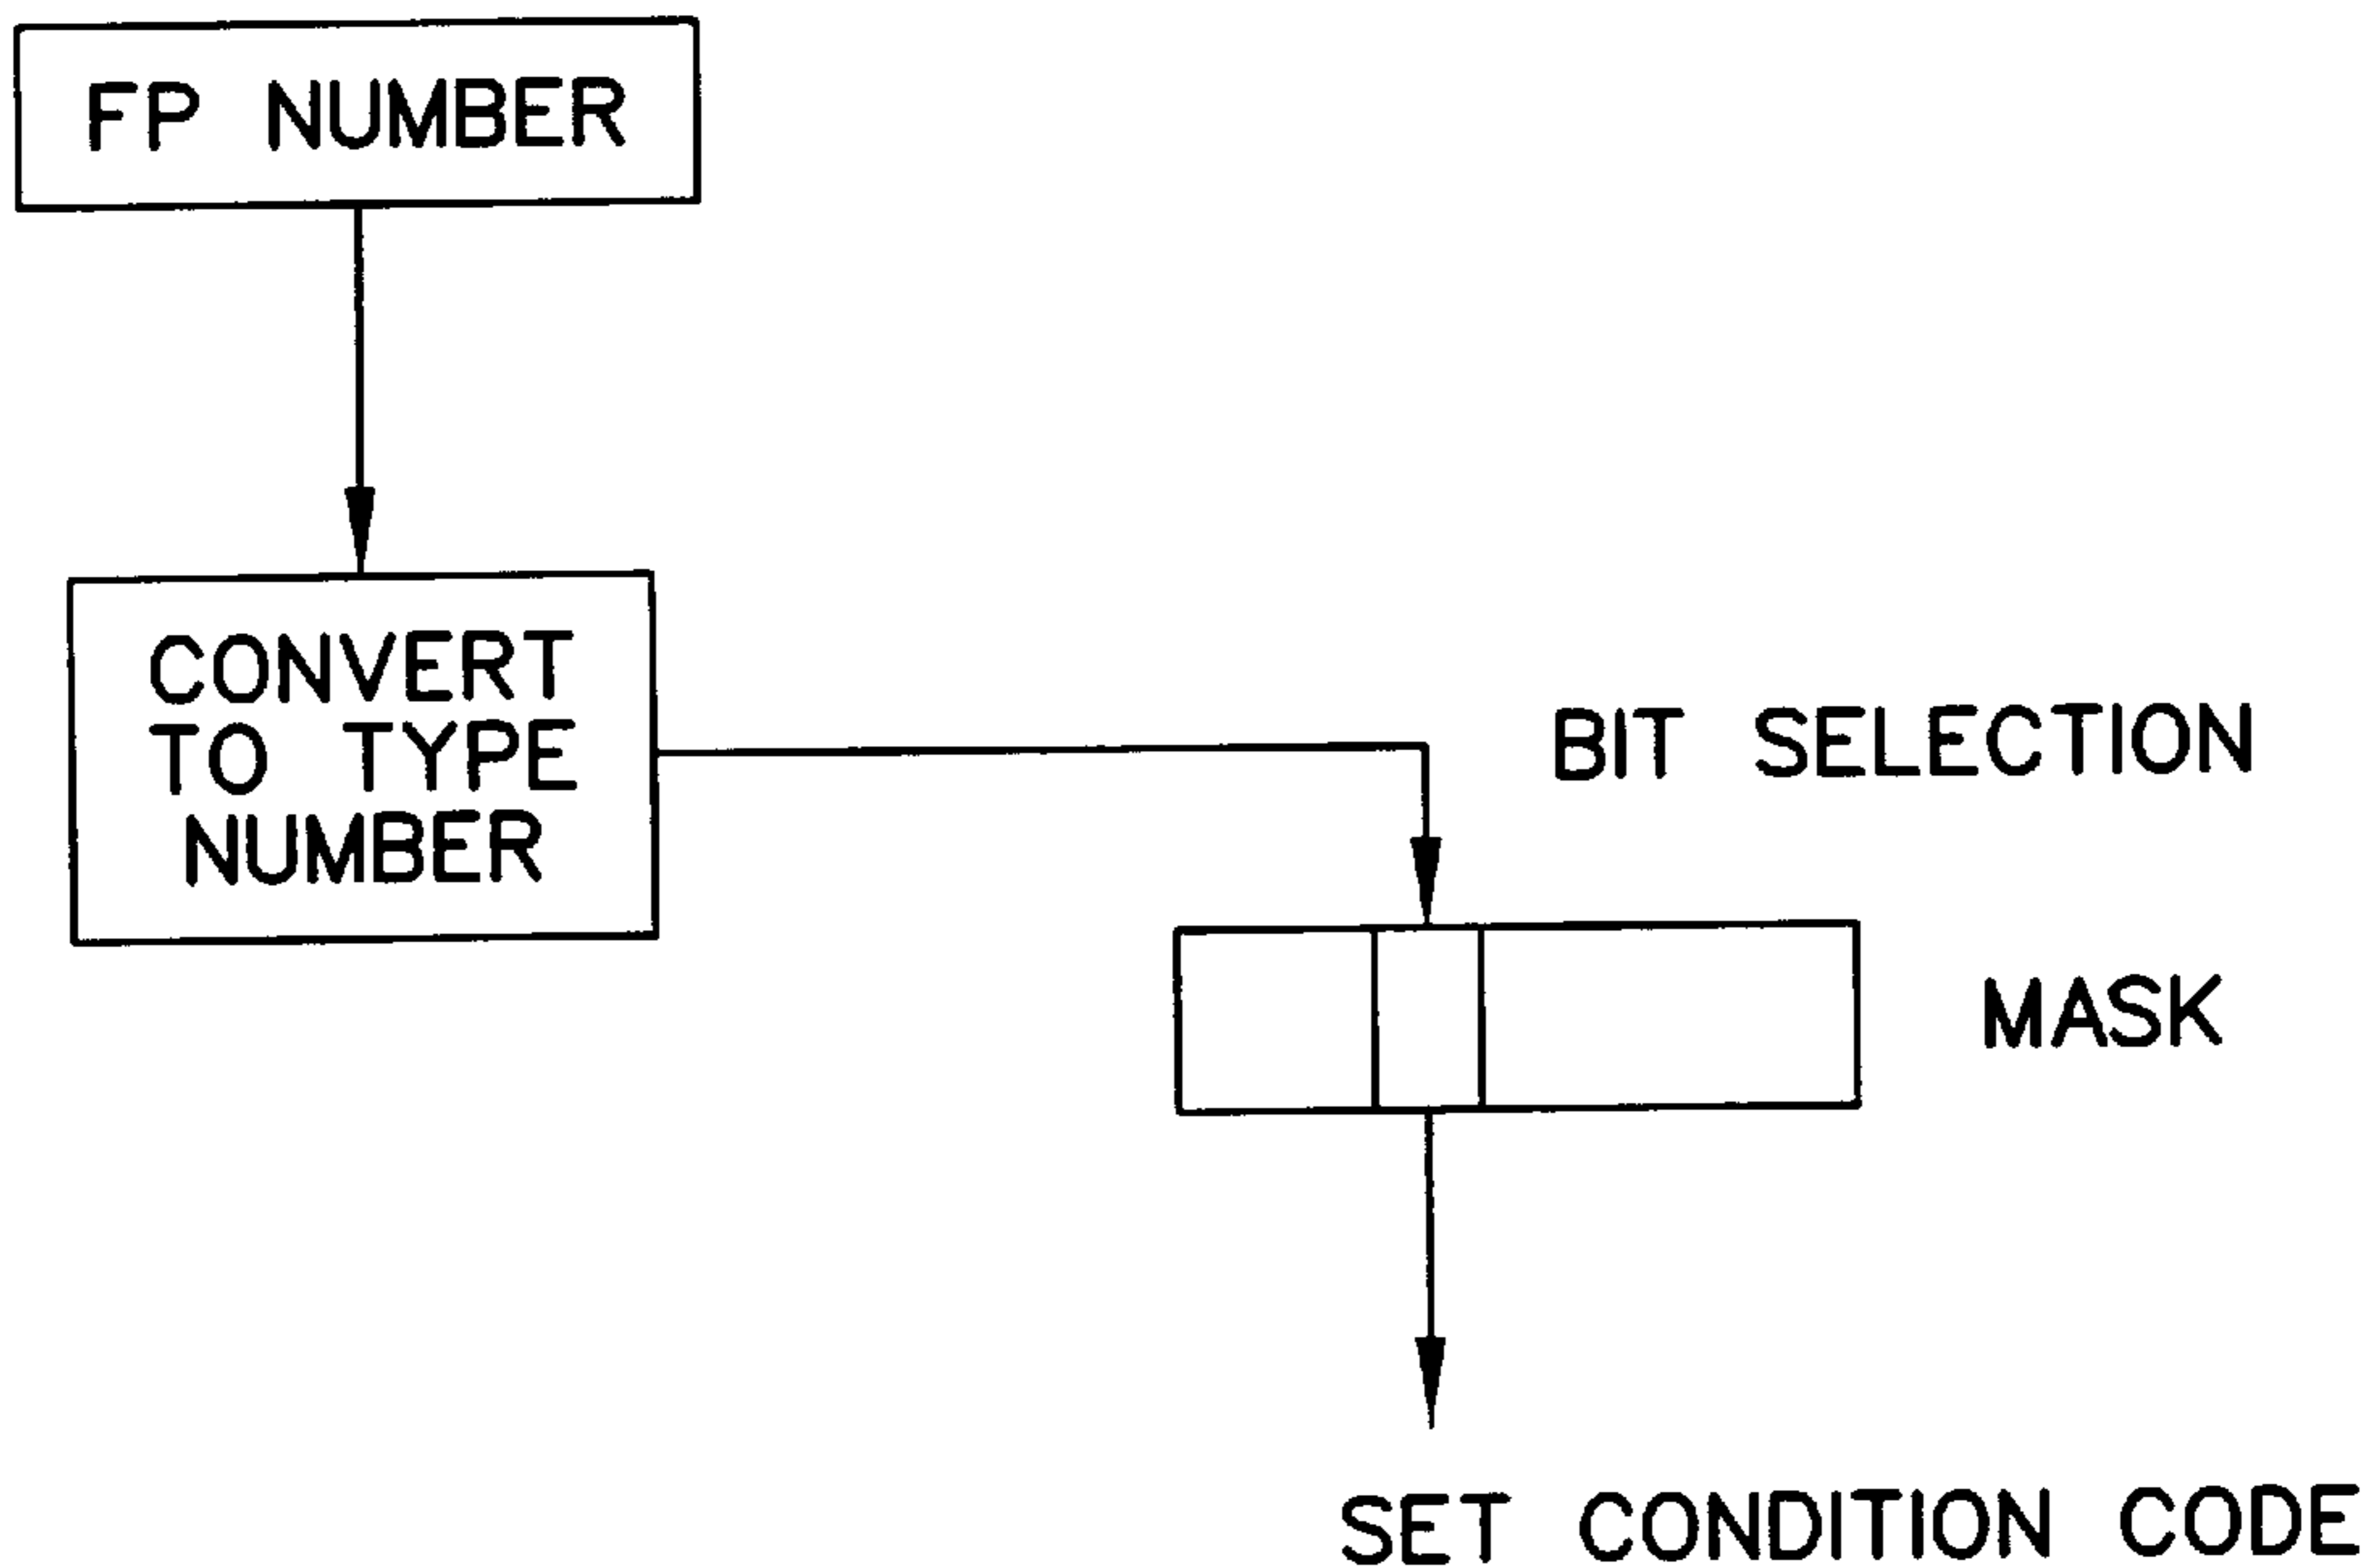 FP NUMBER
CONVERT
TO TYPE
NUMBER
BIT SELECTION
MASK
SET CONDITION CODE